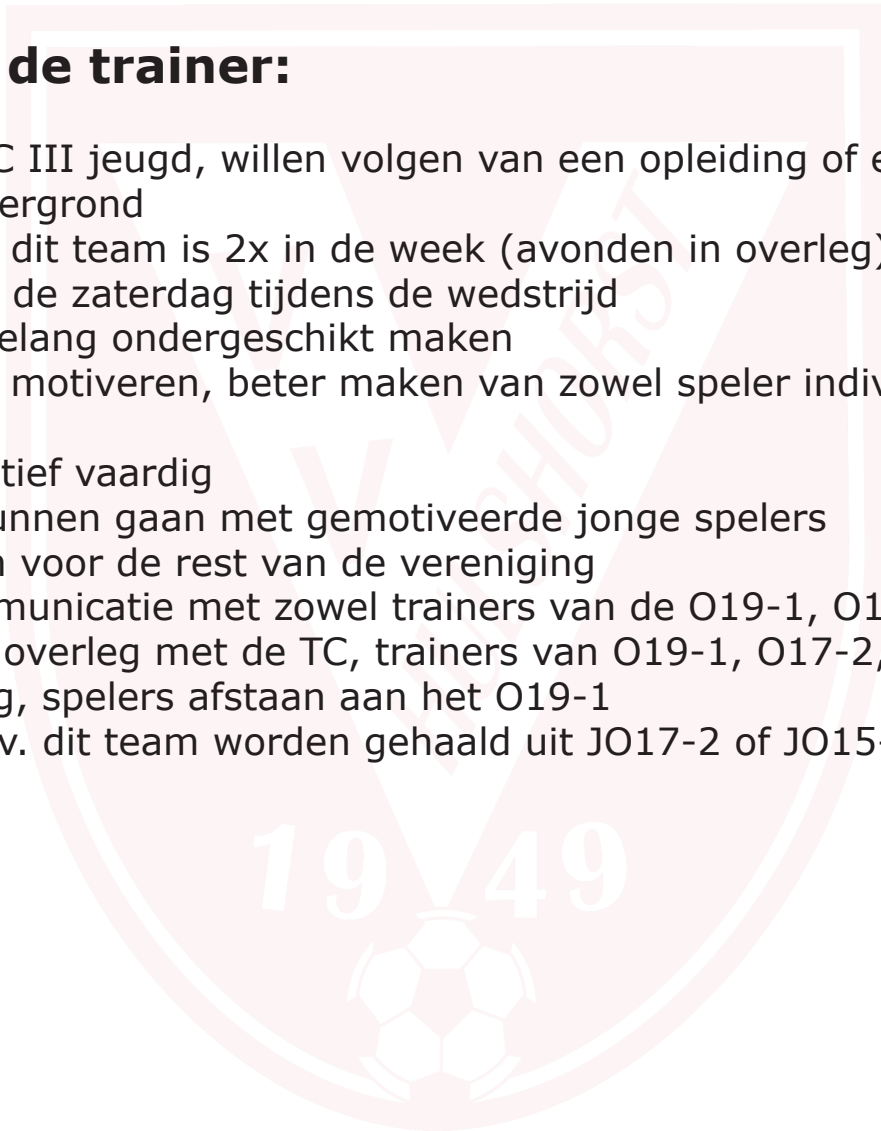 de trainer:
C III jeugd, willen volgen van een opleiding of e
ergrond
dit team is 2x in de week (avonden in overleg)
de zaterdag tijdens de wedstrijd
elang ondergeschikt maken
motiveren, beter maken van zowel speler indiv
tief vaardig
unnen gaan met gemotiveerde jonge spelers
voor de rest van de vereniging
municatie met zowel trainers van de O19-1, O1
overleg met de TC, trainers van O19-1, O17-2,
g, spelers afstaan aan het O19-1
v. dit team worden gehaald uit JO17-2 of JO15-
V.V. HULSHORST
1949